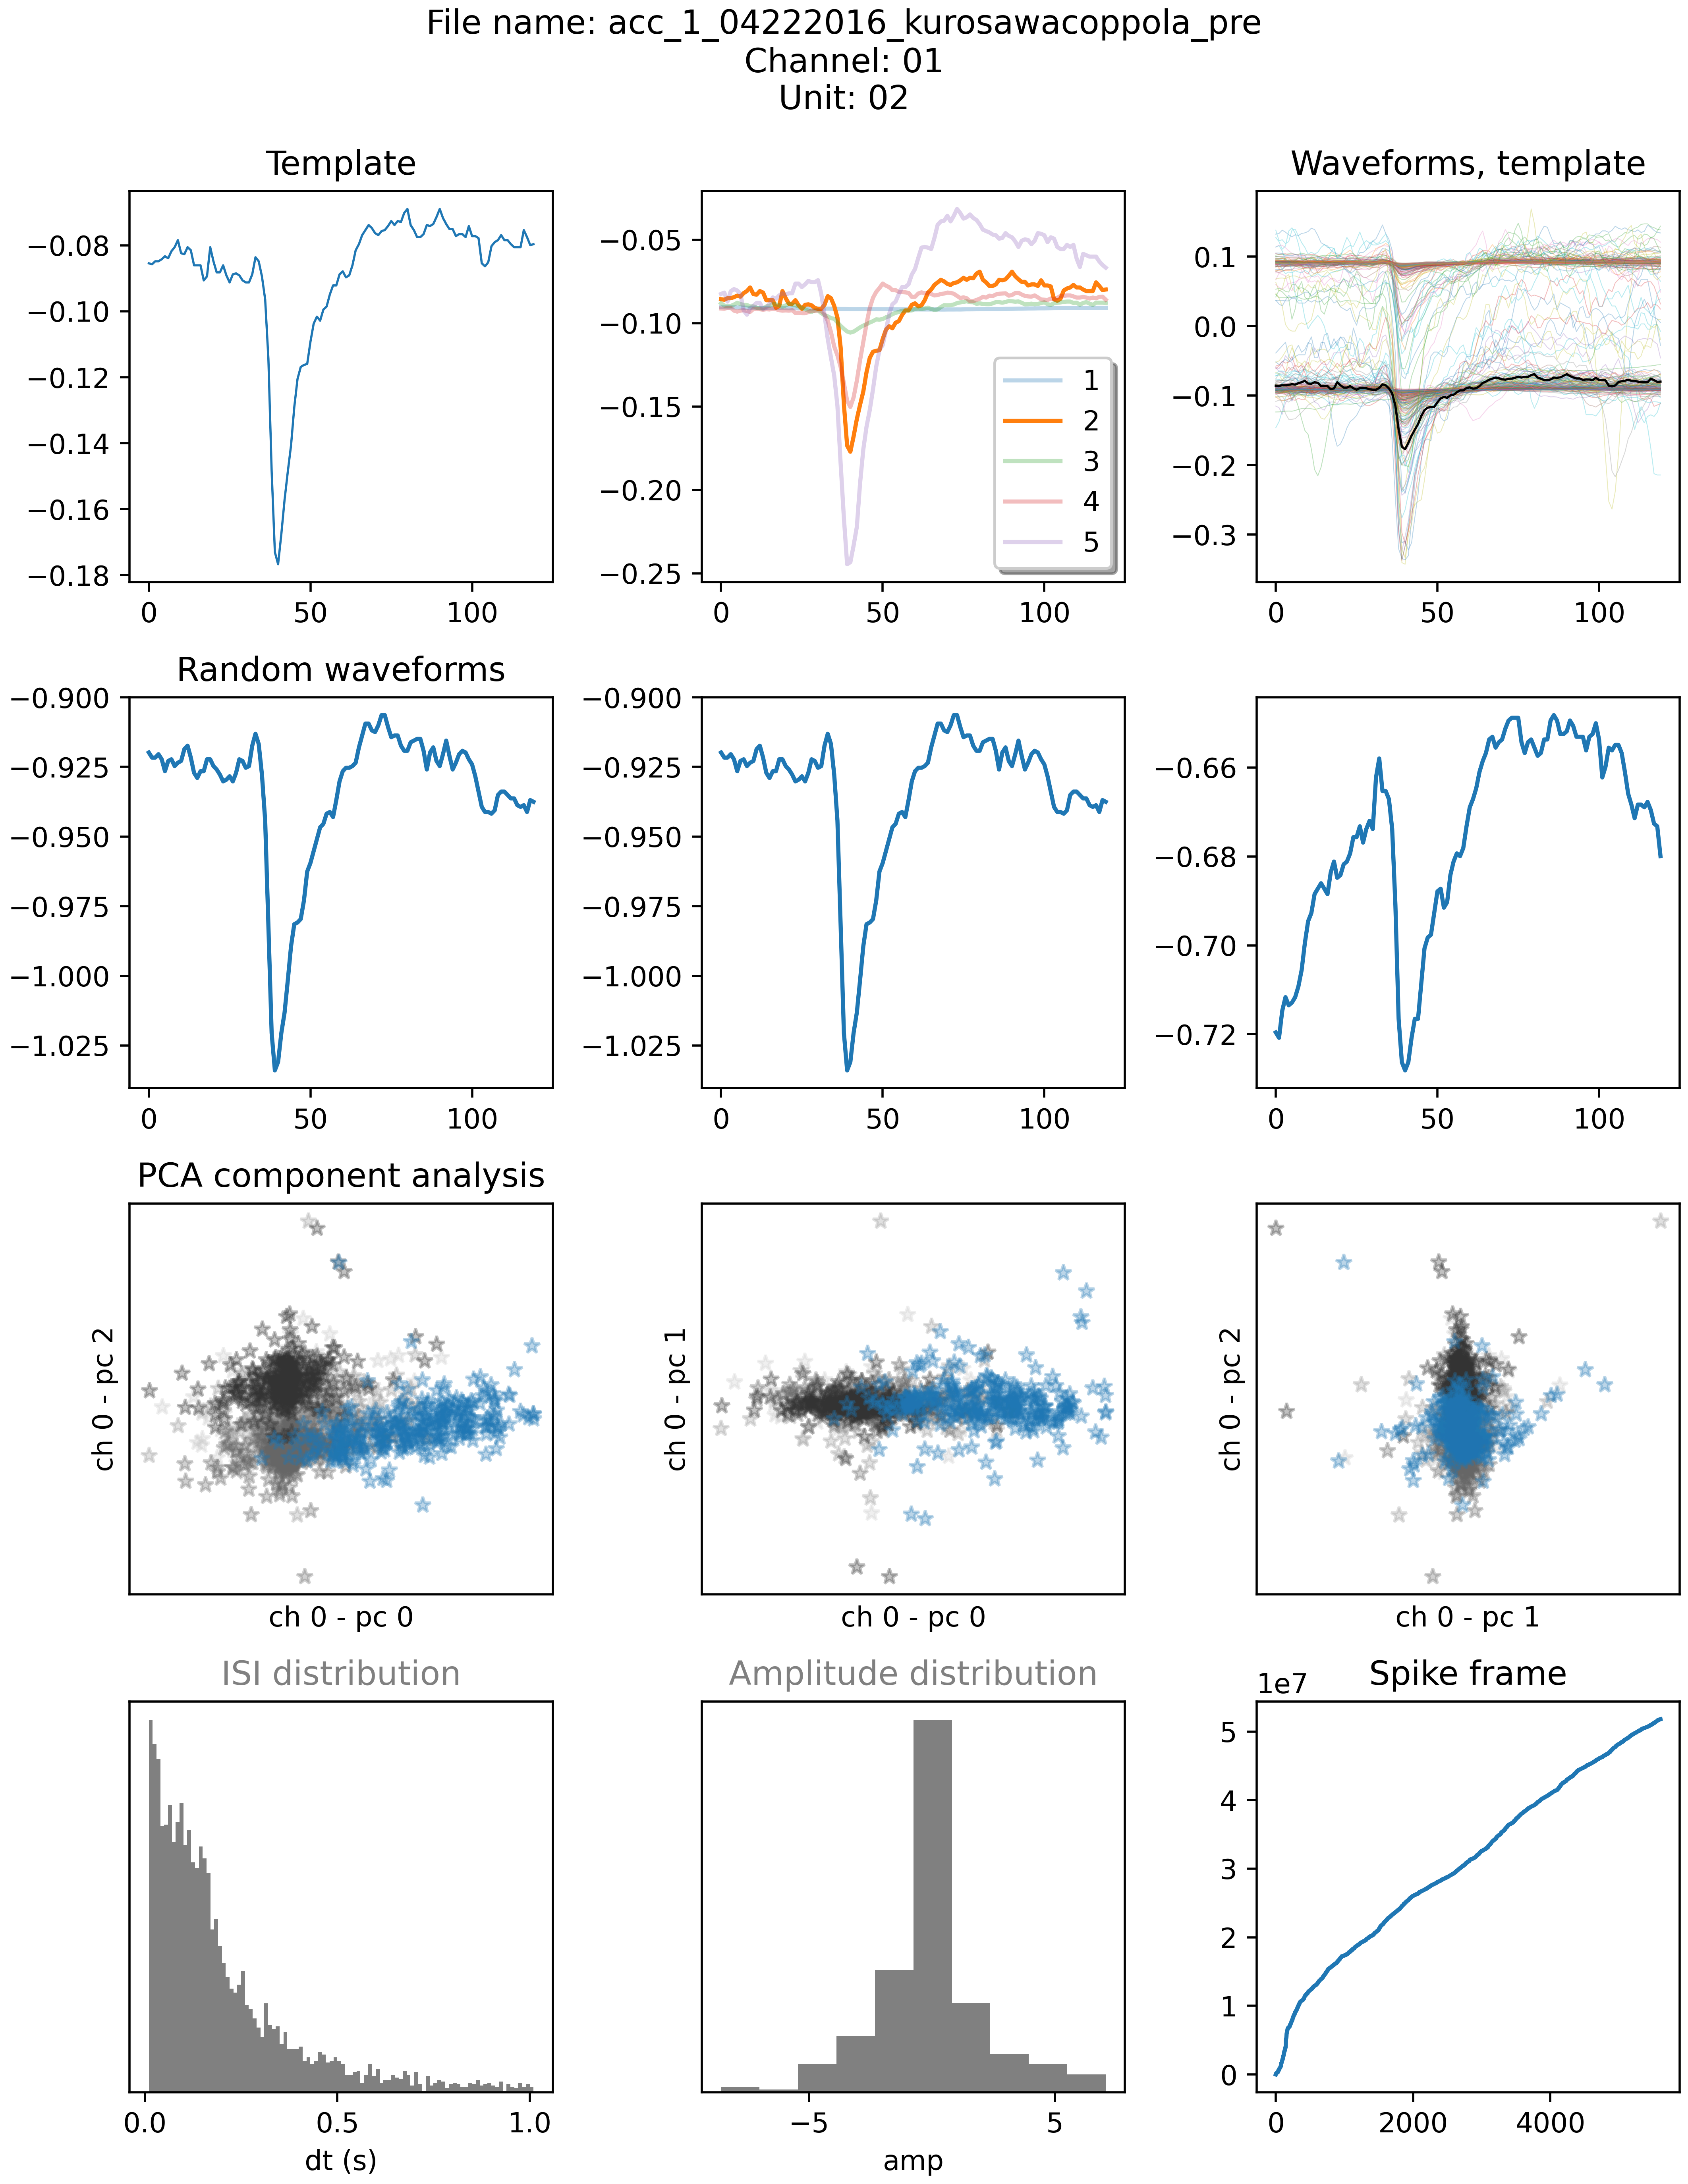 File name: acc_1_04222016_kurosawacoppola_pre
Channel: 01
Unit: 02
Template
Waveforms, template
−0.08
−0.10
−0.12
−0.14
−0.16
−0.18
0 50 100
−0.05
−0.10
−0.15
−0.20
−0.25
0 50 100
1
2
3
4
5
0.1
0.0
−0.1
−0.2
−0.3
0 50 100
Random waveforms
−0.900
−0.925
−0.950
−0.975
−1.000
−1.025
0 50 100
−0.900
−0.925
−0.950
−0.975
−1.000
−1.025
0 50 100
−0.66
−0.68
−0.70
−0.72
0 50 100
PCA component analysis
ch 0 - pc 2
ch 0 - pc 0
ch 0 - pc 1
ch 0 - pc 0
ch 0 - pc 2
ch 0 - pc 1
ISI distribution
0.0 0.5 1.0
dt (s)
Amplitude distribution
−5 5
amp
Spike frame
1e7
5
4
3
2
1
0
0 2000 4000